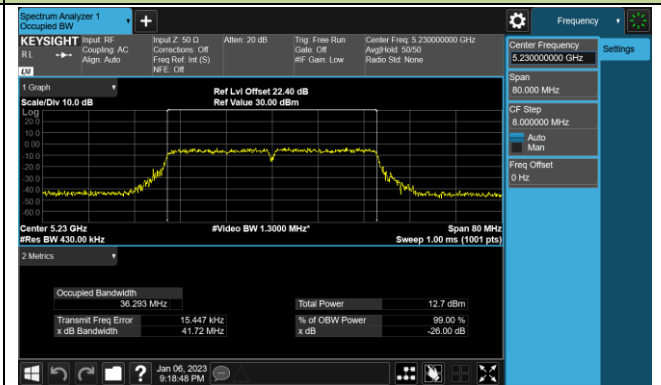 Spectrum Analyzer 1
Occupied BW
+
Frequency
KEYSIGHT
Input: RF
Input Z: 50 Ω
Atten: 20 dB
Trig: Free Run
Center Freq: 5.230000000 GHz
RL
Coupling: AC
Corrections: Off
Gate: Off
Avg|Hold: 50/50
Align: Auto
Freq Ref: Int (S)
#IF Gain: Low
Radio Std: None
LXI
NFE: Off
Settings
Center Frequency
5.230000000 GHz
Span
80.000 MHz
CF Step
8.000000 MHz
Auto
Man
Freq Offset
0 Hz
1 Graph
Scale/Div 10.0 dB
Ref Lvl Offset 22.40 dB
Ref Value 30.00 dBm
Log
20.0
10.0
0.00
-10.0
-20.0
-30.0
-40.0
-50.0
-60.0
Center 5.23 GHz
#Video BW 1.3000 MHz*
Span 80 MHz
#Res BW 430.00 kHz
Sweep 1.00 ms (1001 pts)
2 Metrics
Occupied Bandwidth
36.293 MHz
Total Power 12.7 dBm
Transmit Freq Error 15.447 kHz
% of OBW Power 99.00 %
x dB Bandwidth 41.72 MHz
x dB -26.00 dB
?
Jan 06, 2023
9:18:48 PM